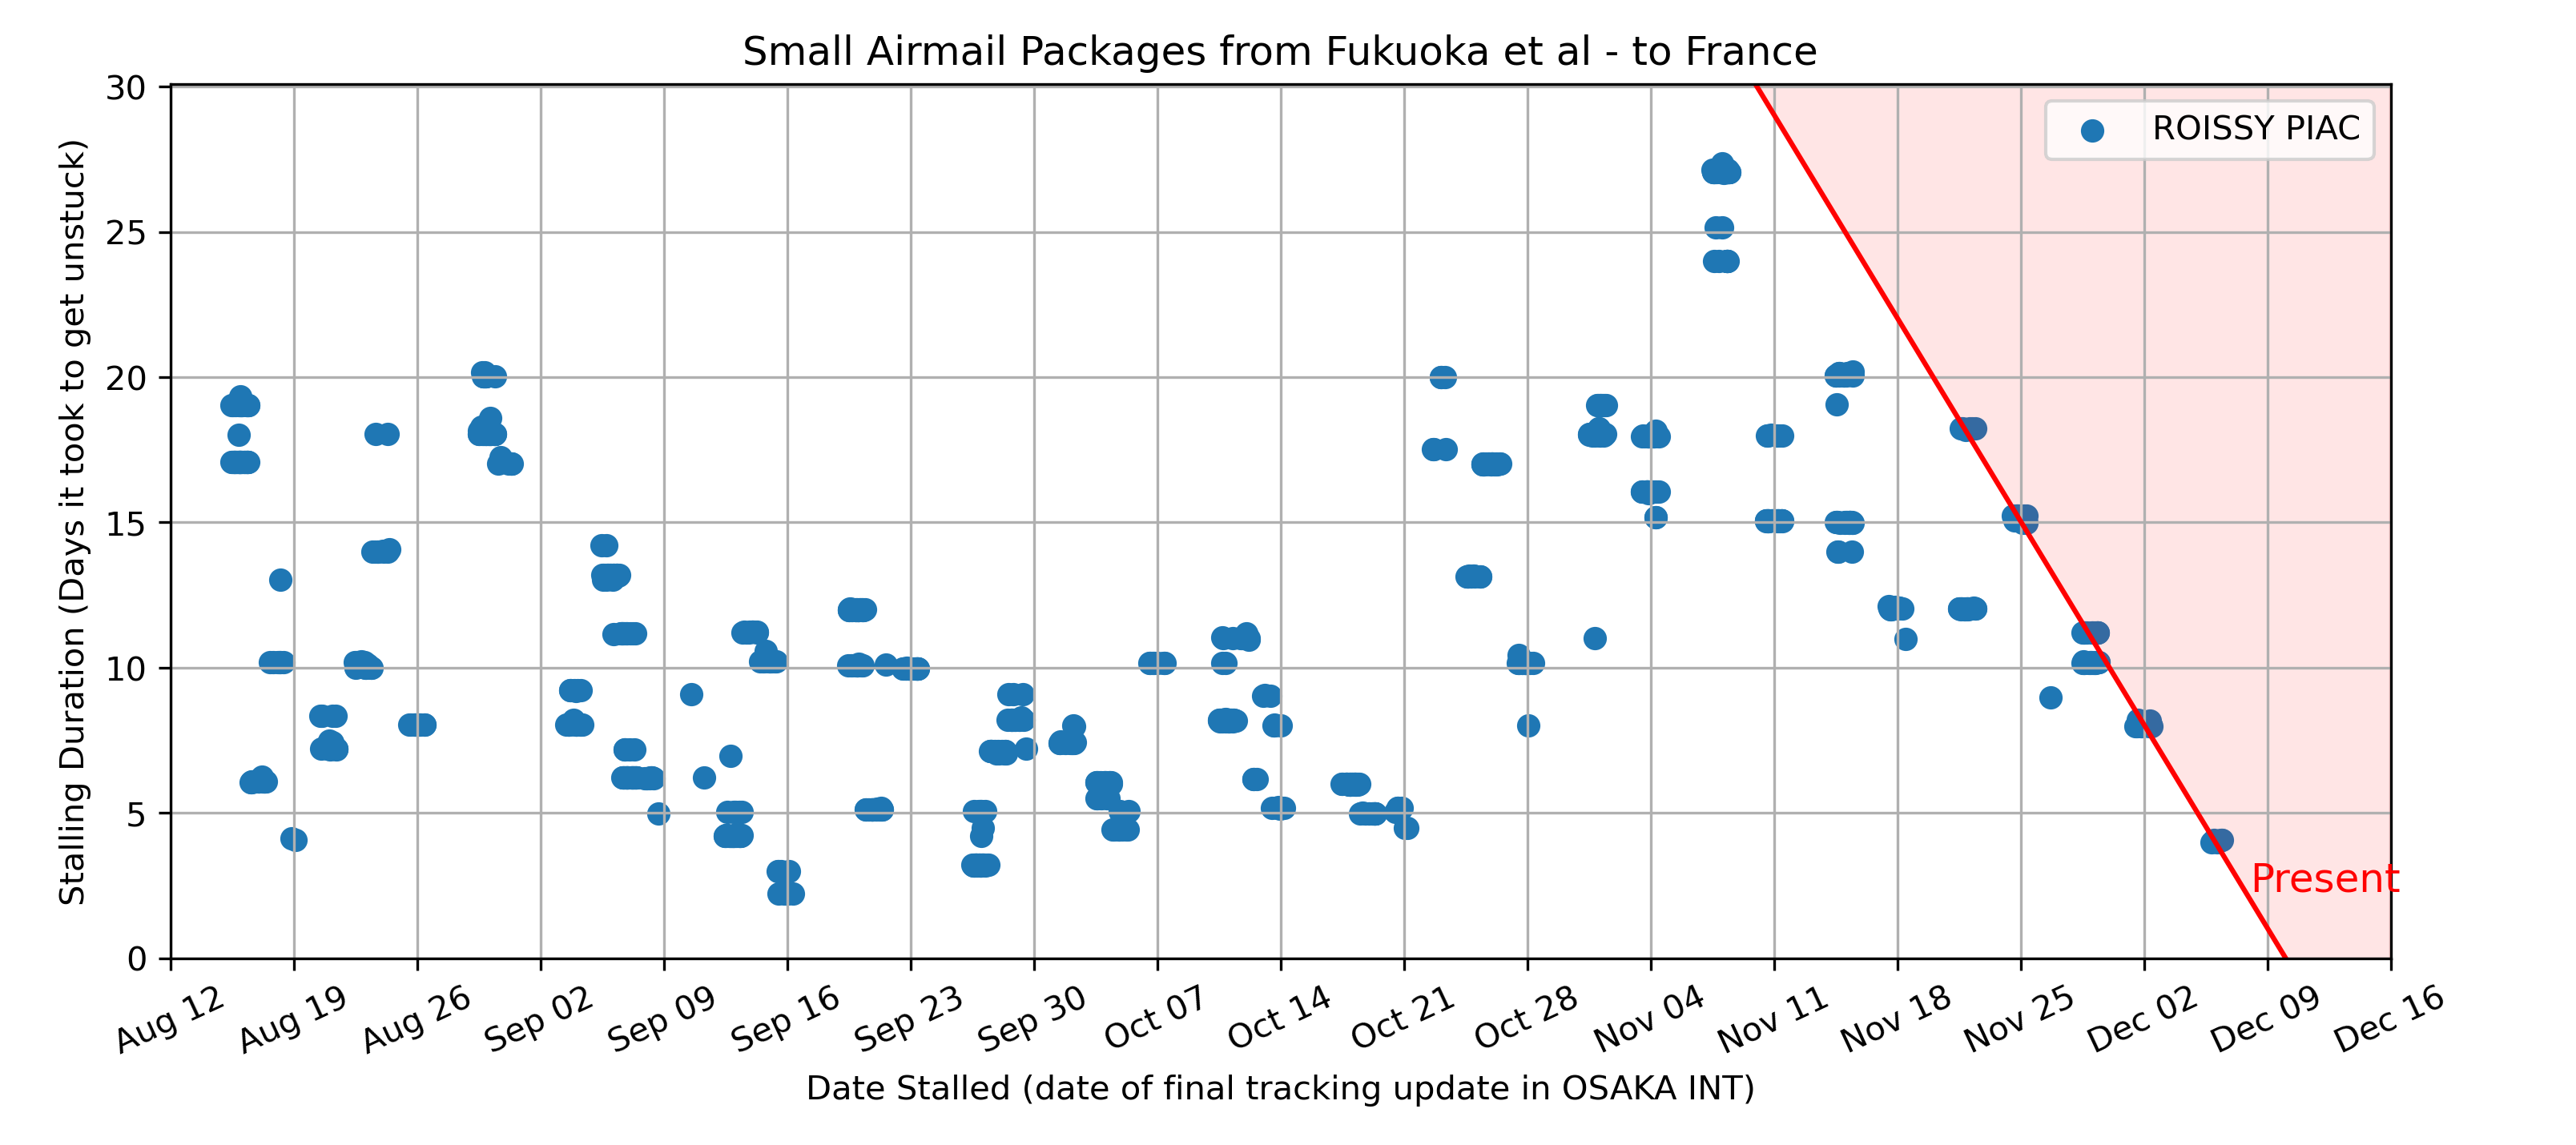 Small Airmail Packages from Fukuoka et al - to France
Stalling Duration (Days it took to get unstuck)
30
25
20
15
10
5
0
ROISSY PIAC
Present
Aug 12
Aug 19
Aug 26
Sep 02
Sep 09
Sep 16
Sep 23
Sep 30
Oct 07
Oct 14
Oct 21
Oct 28
Nov 04
Nov 11
Nov 18
Nov 25
Dec 02
Dec 09
Dec 16
Date Stalled (date of final tracking update in OSAKA INT)